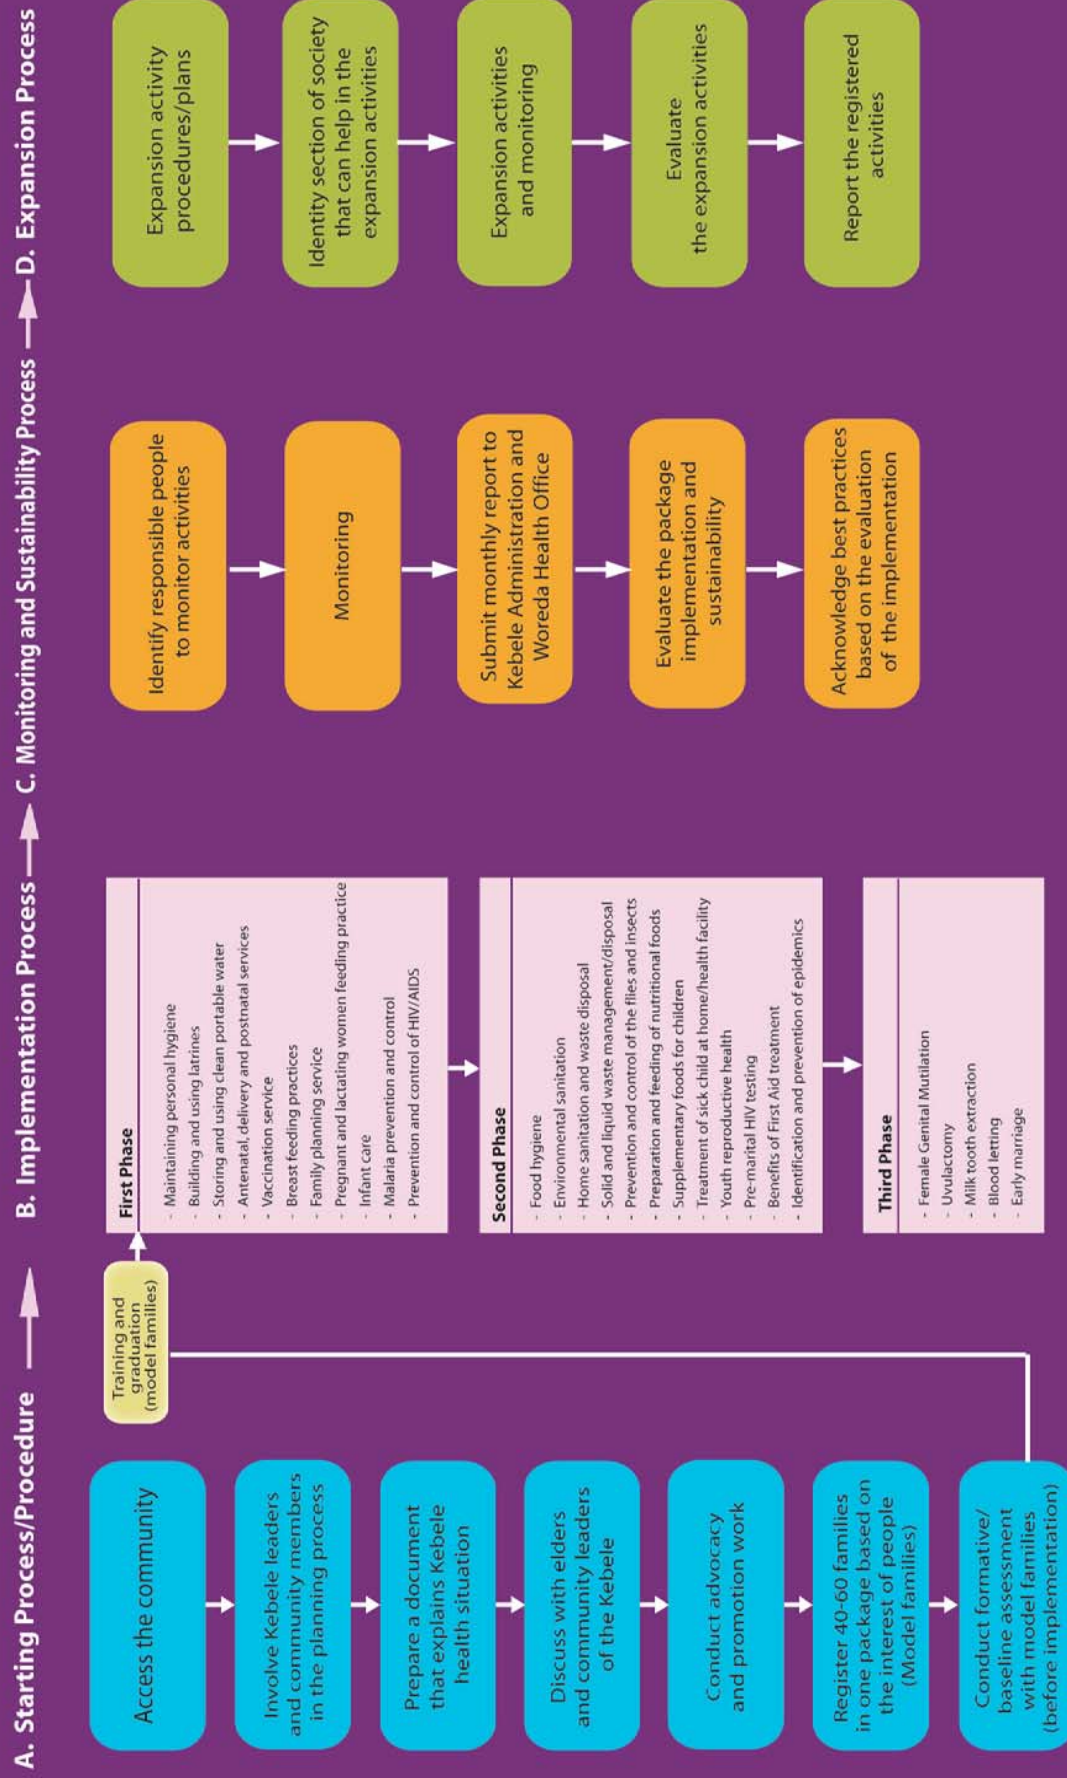 A. Starting Process/Procedure
B. Implementation Process
C. Monitoring and Sustainability Process
D. Expansion Process
Access the community
Involve Kebele leaders
and community members
in the planning process
Prepare a document
that explains Kebele
health situation
Discuss with elders
and community leaders
of the Kebele
Conduct advocacy
and promotion work
Register 40-60 families
in one package based on
the interest of people
(Model families)
Conduct formative/
baseline assessment
with model families
(before implementation)
Training and
graduation
(model families)
First Phase
- Maintaining personal hygiene
- Building and using latrines
- Storing and using clean portable water
- Antenatal, delivery and postnatal services
- Vaccination service
- Breast feeding practices
- Family planning service
- Pregnant and lactating women feeding practice
- Infant care
- Malaria prevention and control
- Prevention and control of HIV/AIDS
Second Phase
- Food hygiene
- Environmental sanitation
- Home sanitation and waste disposal
- Solid and liquid waste management/disposal
- Prevention and control of the flies and insects
- Preparation and feeding of nutritional foods
- Supplementary foods for children
- Treatment of sick child at home/health facility
- Youth reproductive health
- Pre-marital HIV testing
- Benefits of First Aid treatment
- Identification and prevention of epidemics
Third Phase
- Female Genital Mutilation
- Uvulactomy
- Milk tooth extraction
- Blood letting
- Early marriage
Identify responsible people
to monitor activities
Monitoring
Submit monthly report to
Kebele Administration and
Woreda Health Office
Evaluate the package
implementation and
sustainability
Acknowledge best practices
based on the evaluation
of the implementation
Expansion activity
procedures/plans
Identity section of society
that can help in the
expansion activities
Expansion activities
and monitoring
Evaluate
the expansion activities
Report the registered
activities